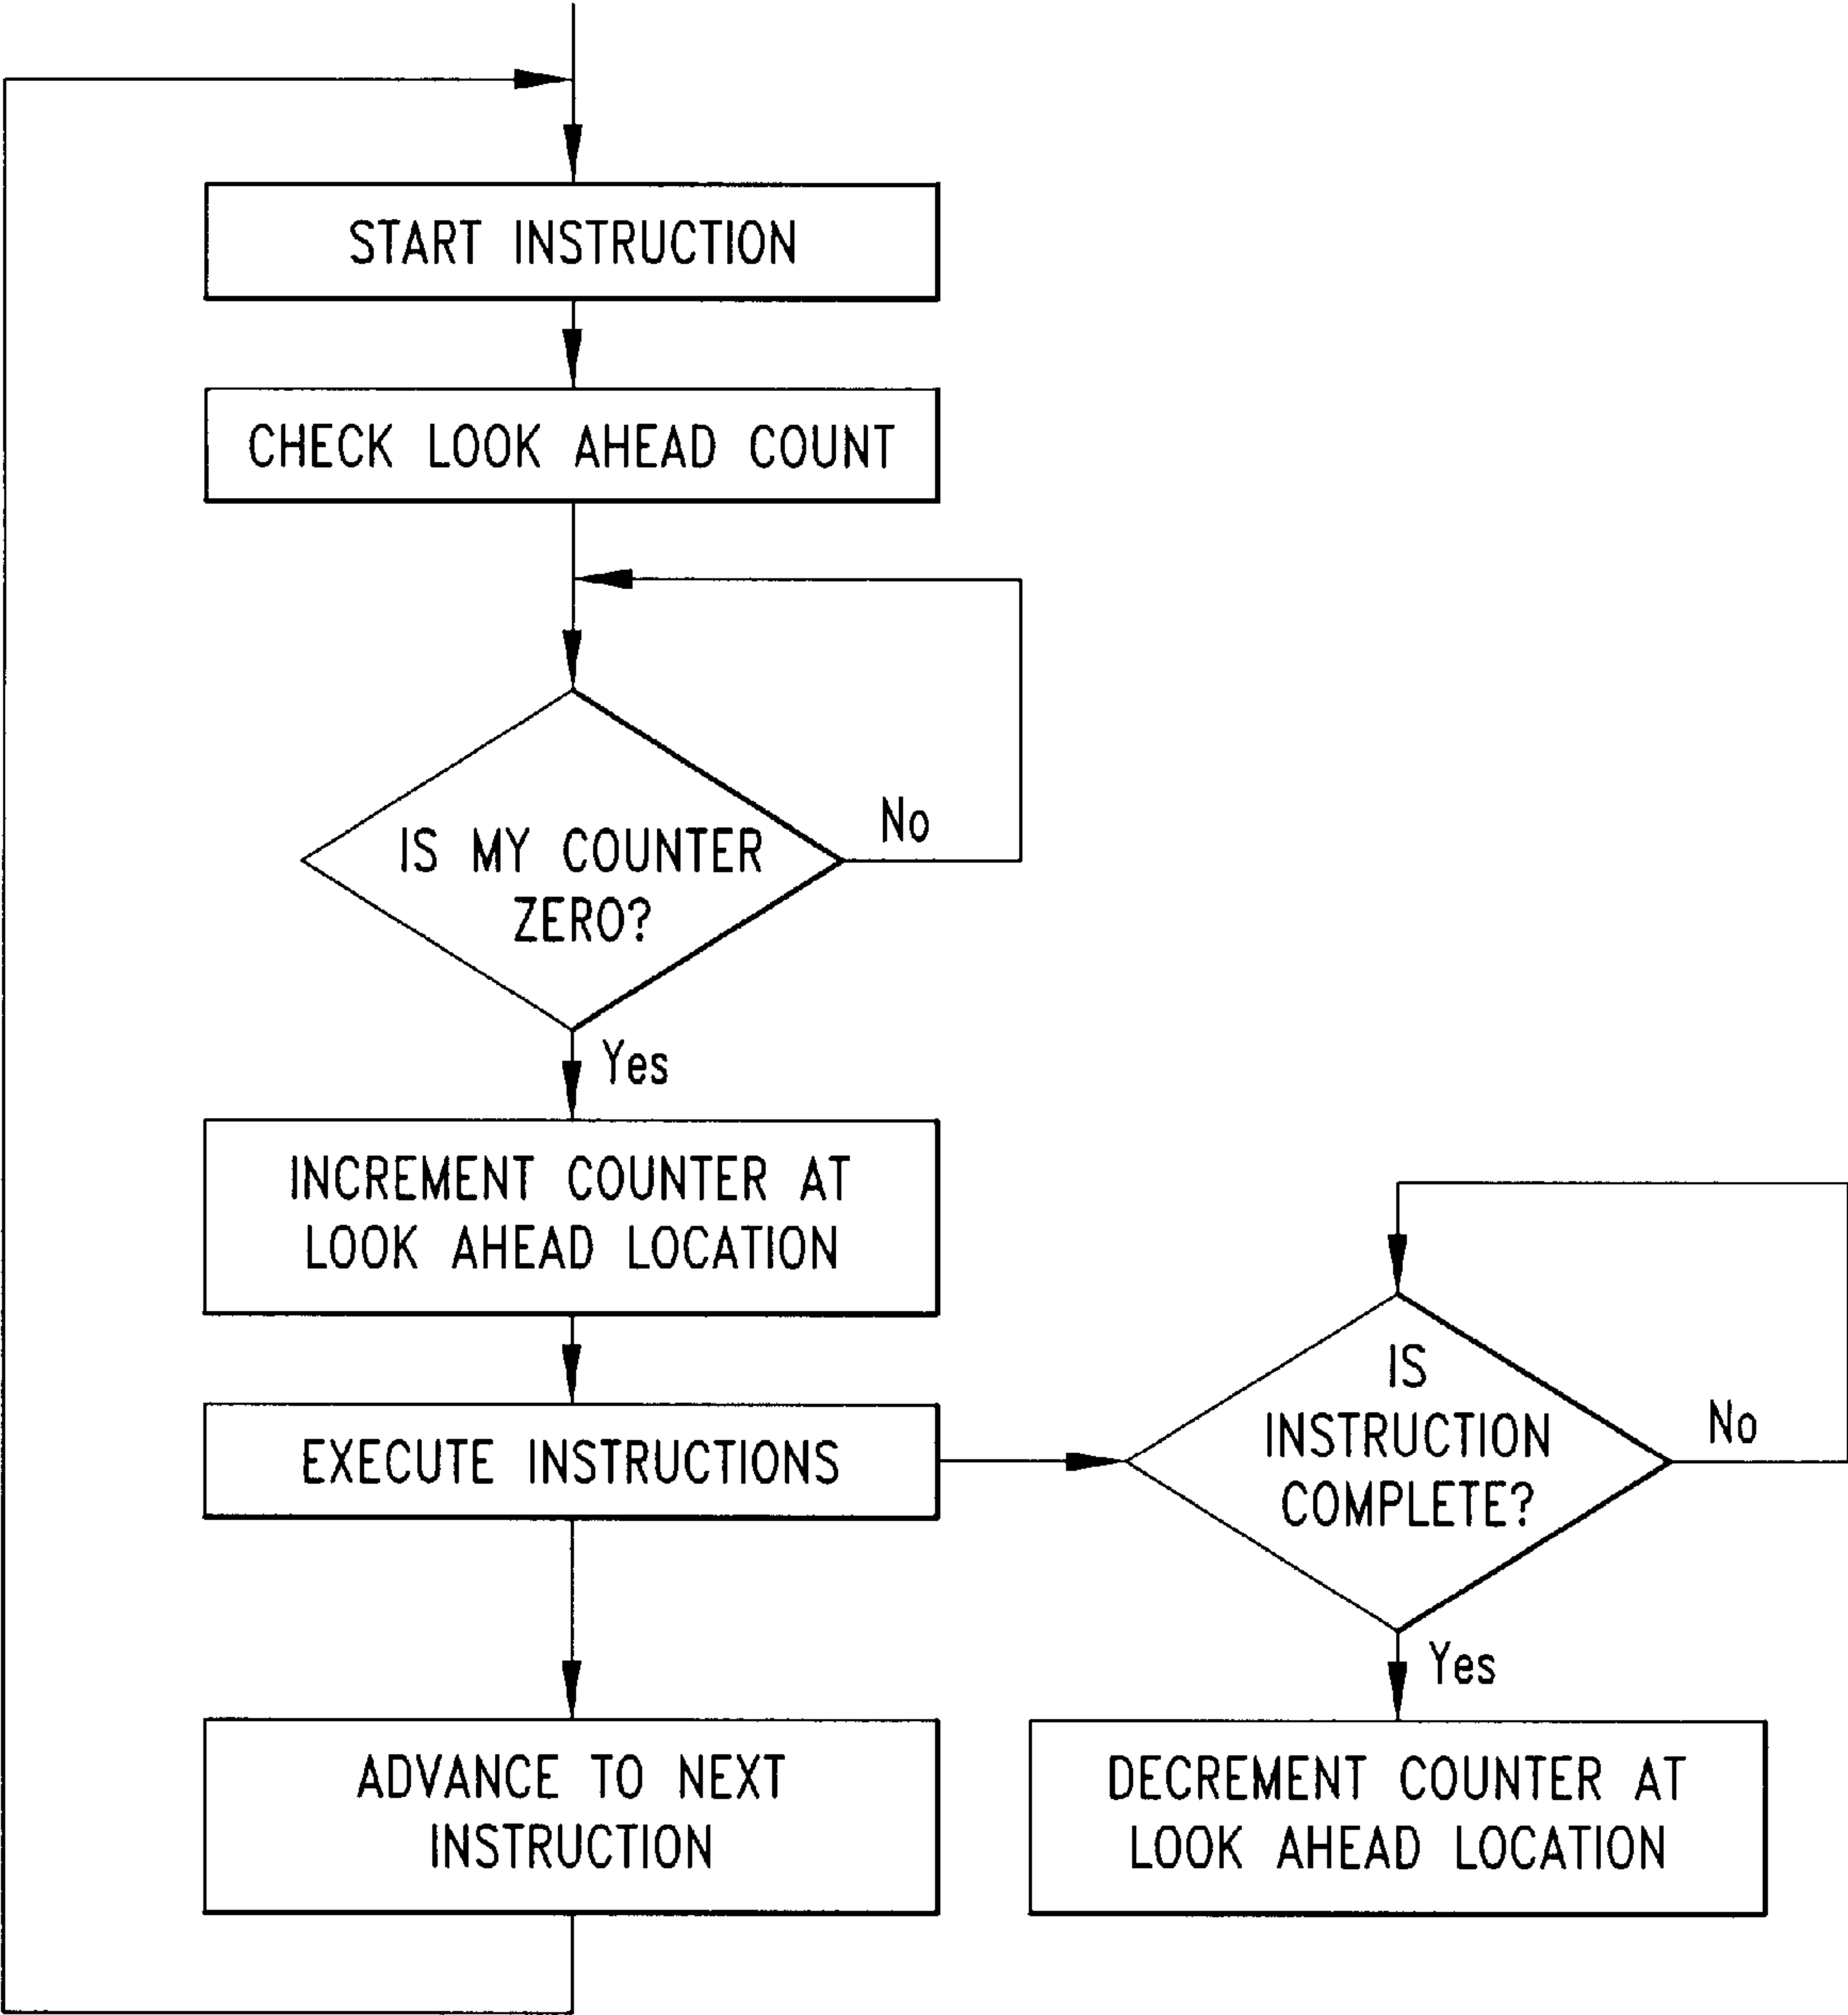 START INSTRUCTION
CHECK LOOK AHEAD COUNT
IS MY COUNTER
ZERO?
No
Yes
INCREMENT COUNTER AT
LOOK AHEAD LOCATION
EXECUTE INSTRUCTIONS
IS
INSTRUCTION
COMPLETE?
No
Yes
ADVANCE TO NEXT
INSTRUCTION
DECREMENT COUNTER AT
LOOK AHEAD LOCATION